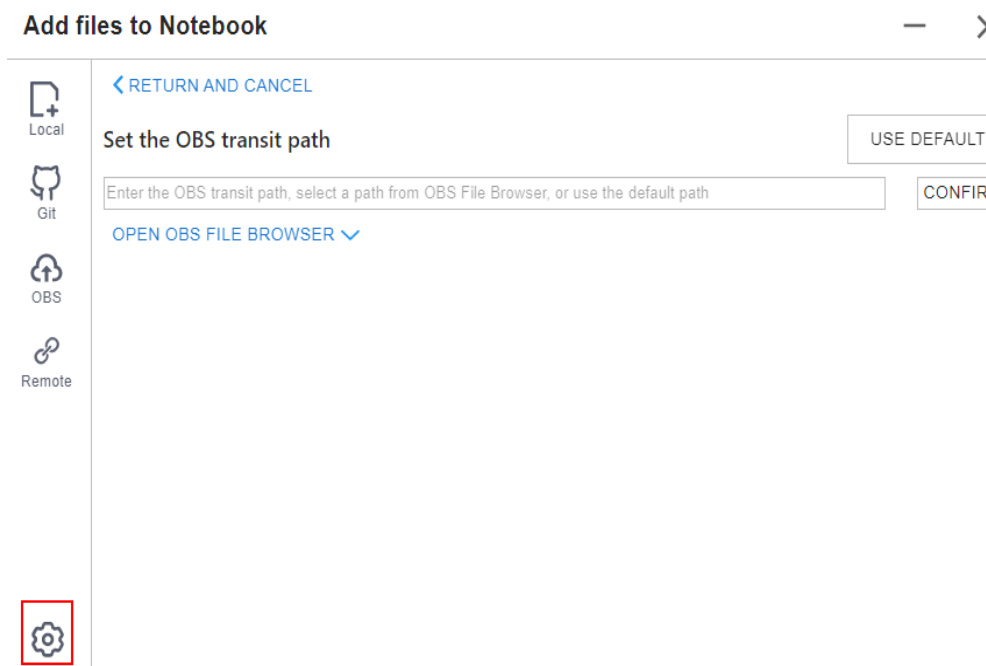 Add files to Notebook
RETURN AND CANCEL
Local
Set the OBS transit path
USE DEFAULT
Git
Enter the OBS transit path, select a path from OBS File Browser, or use the default path
CONFIR
OPEN OBS FILE BROWSER
OBS
Remote